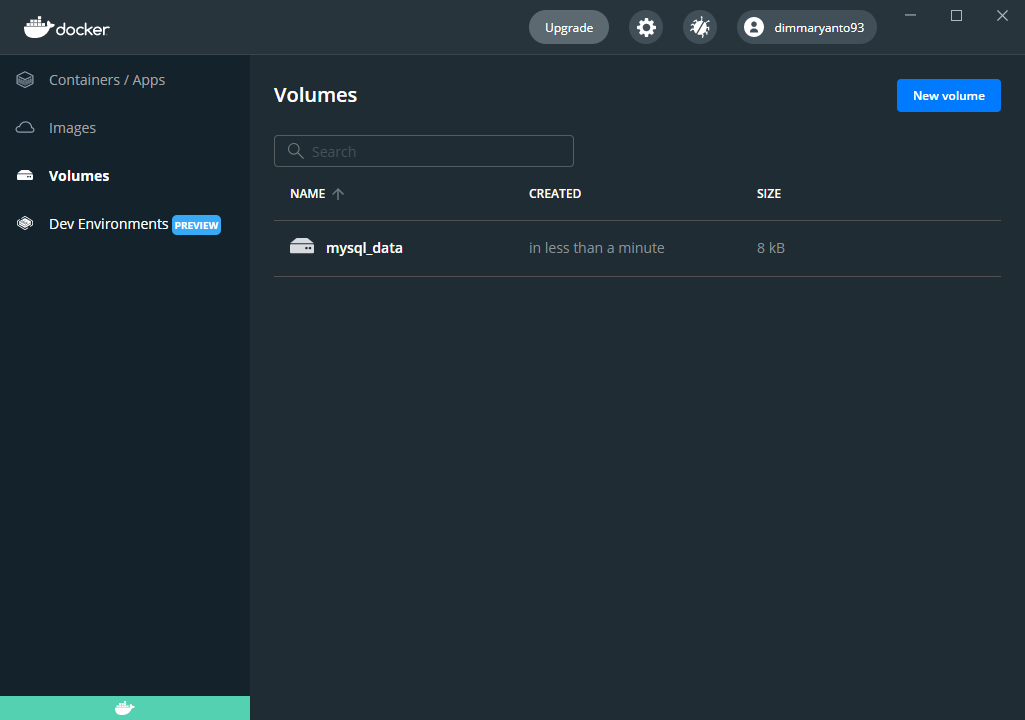 docker
Upgrade
dimmaryanto93
Containers / Apps
Images
Volumes
Dev Environments PREVIEW
Volumes
New volume
Search
NAME CREATED SIZE
mysql_data in less than a minute 8 kB